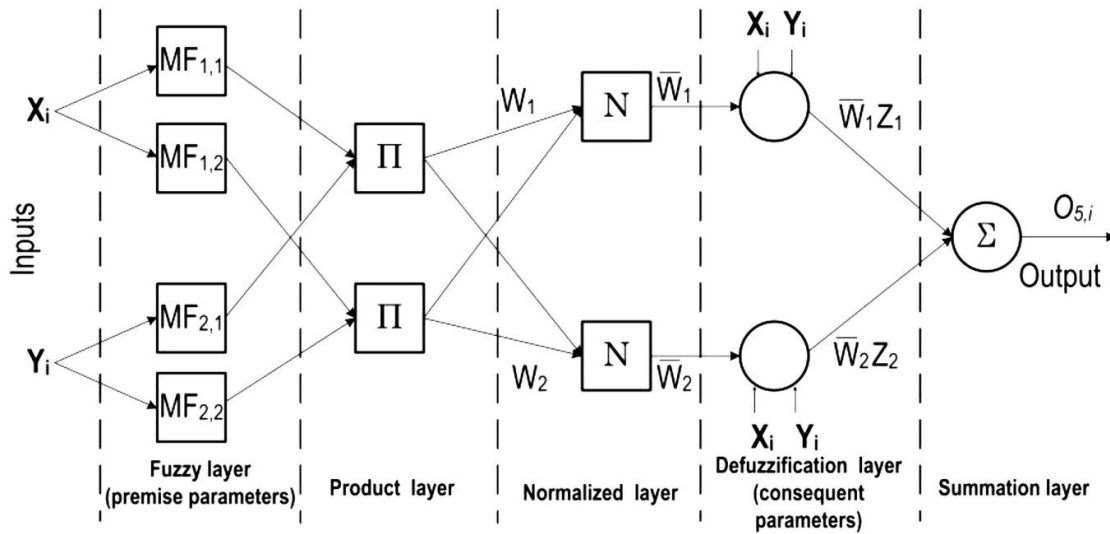 Inputs
Xᵢ
Yᵢ
MF₁,₁
MF₁,₂
MF₂,₁
MF₂,₂
Fuzzy layer
(premise parameters)
Π
Π
Product layer
W₁
W₂
N
N
Normalized layer
W̅₁
W̅₂
Xᵢ Yᵢ
Xᵢ Yᵢ
Defuzzification layer
(consequent
parameters)
W̅₁Z₁
W̅₂Z₂
Σ
Summation layer
O₅,ᵢ
Output